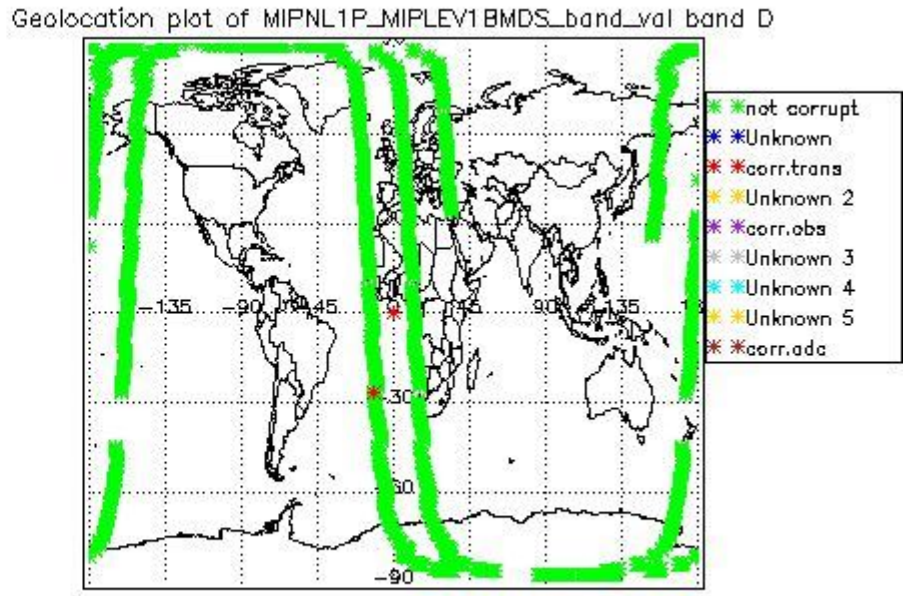 Geolocation plot of MIPNL1P_MIPLEV1BMDS_band_val band D
not corrupt
Unknown
corr.trans
Unknown 2
corr.obs
Unknown 3
Unknown 4
Unknown 5
corr.adc
-135 -90 -45 45 90 135
-30
-60
-90